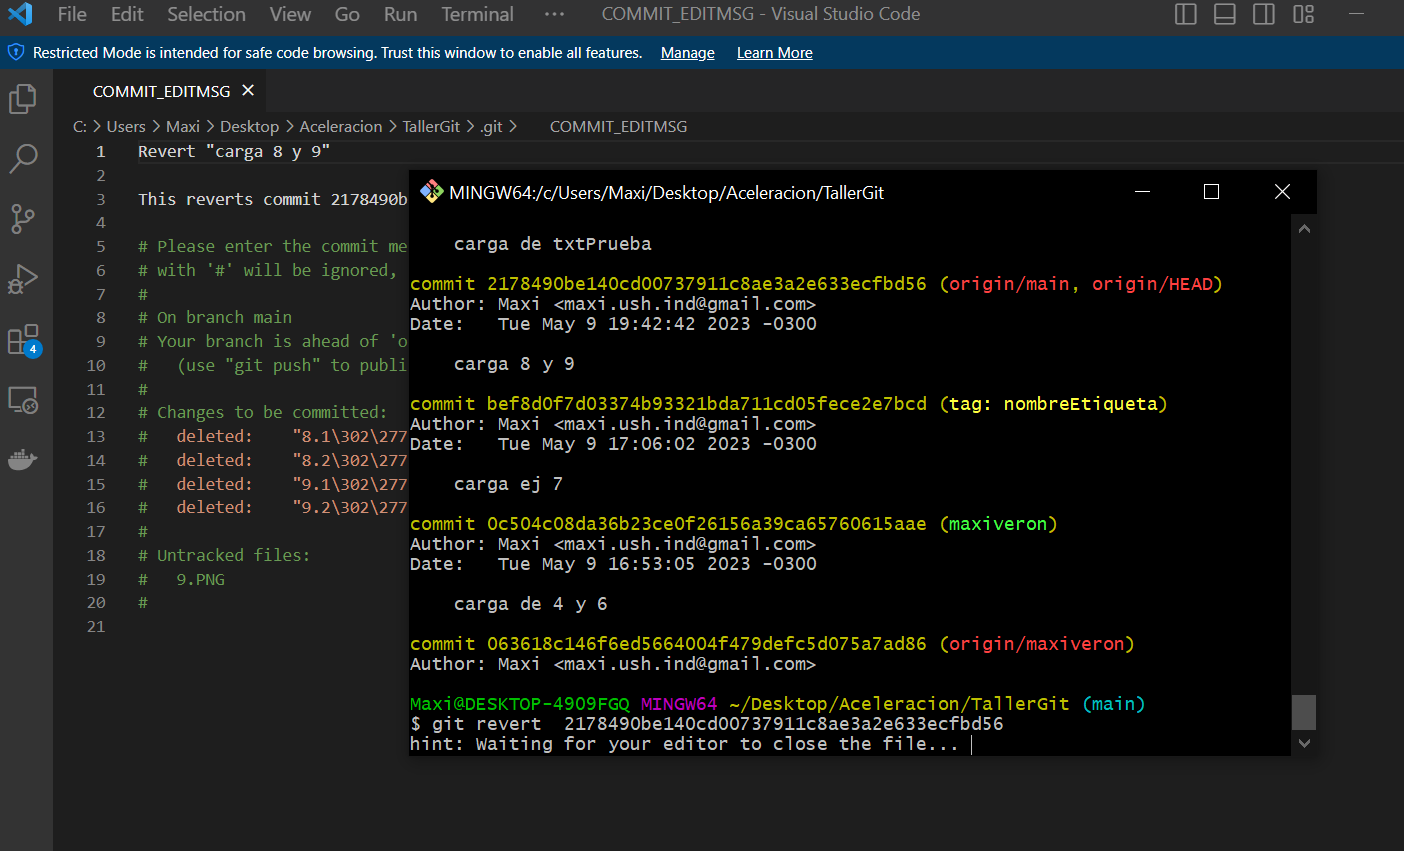 File Edit Selection View Go Run Terminal ··· COMMIT_EDITMSG - Visual Studio Code
Restricted Mode is intended for safe code browsing. Trust this window to enable all features. Manage Learn More
COMMIT_EDITMSG
C: > Users > Maxi > Desktop > Aceleracion > TallerGit > .git > COMMIT_EDITMSG
1 Revert "carga 8 y 9"
2
3 This reverts commit 2178490b
4
5 # Please enter the commit me
6 # with '#' will be ignored,
7 #
8 # On branch main
9 # Your branch is ahead of 'o
10 #   (use "git push" to publi
11 #
12 # Changes to be committed:
13 #   deleted:    "8.1\302\277
14 #   deleted:    "8.2\302\277
15 #   deleted:    "9.1\302\277
16 #   deleted:    "9.2\302\277
17 #
18 # Untracked files:
19 #   9.PNG
20 #
21
4
MINGW64:/c/Users/Maxi/Desktop/Aceleracion/TallerGit
carga de txtPrueba
commit 2178490be140cd00737911c8ae3a2e633ecfbd56 (origin/main, origin/HEAD)
Author: Maxi <maxi.ush.ind@gmail.com>
Date:   Tue May 9 19:42:42 2023 -0300
carga 8 y 9
commit bef8d0f7d03374b93321bda711cd05fece2e7bcd (tag: nombreEtiqueta)
Author: Maxi <maxi.ush.ind@gmail.com>
Date:   Tue May 9 17:06:02 2023 -0300
carga ej 7
commit 0c504c08da36b23ce0f26156a39ca65760615aae (maxiveron)
Author: Maxi <maxi.ush.ind@gmail.com>
Date:   Tue May 9 16:53:05 2023 -0300
carga de 4 y 6
commit 063618c146f6ed5664004f479defc5d075a7ad86 (origin/maxiveron)
Author: Maxi <maxi.ush.ind@gmail.com>
Maxi@DESKTOP-49O9FGQ MINGW64 ~/Desktop/Aceleracion/TallerGit (main)
$ git revert  2178490be140cd00737911c8ae3a2e633ecfbd56
hint: Waiting for your editor to close the file...